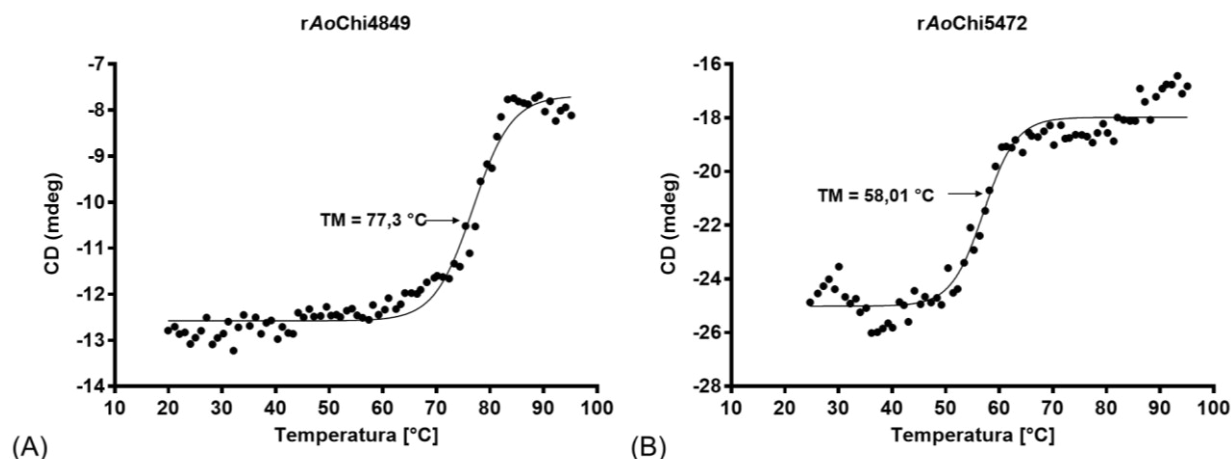 rAoChi4849
-7
-8
-9
-10
-11
-12
-13
-14
CD (mdeg)
TM = 77,3 °C
10 20 30 40 50 60 70 80 90 100
Temperatura [°C]
(A)
rAoChi5472
-16
-18
-20
-22
-24
-26
-28
CD (mdeg)
TM = 58,01 °C
10 20 30 40 50 60 70 80 90 100
Temperatura [°C]
(B)